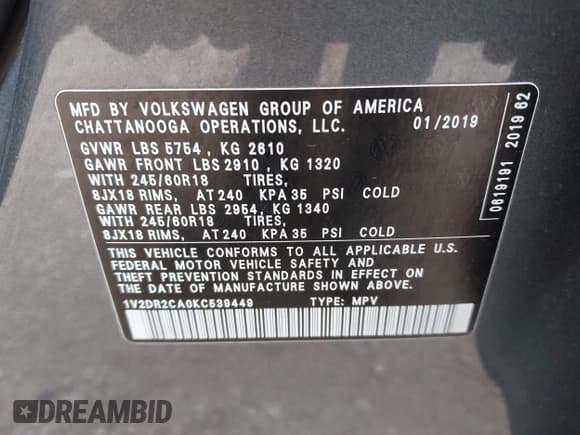 MFD BY VOLKSWAGEN GROUP OF AMERICA
CHATTANOOGA OPERATIONS, LLC. 01/2019
GVWR LBS 5754 , KG 2610
GAWR FRONT LBS 2910 , KG 1320
WITH 245/60R18 TIRES,
8JX18 RIMS, AT 240 KPA 35 PSI COLD
GAWR REAR LBS 2954, KG 1340
WITH 245/60R18 TIRES,
8JX18 RIMS, AT 240 KPA 35 PSI COLD
THIS VEHICLE CONFORMS TO ALL APPLICABLE U.S.
FEDERAL MOTOR VEHICLE SAFETY AND
THEFT PREVENTION STANDARDS IN EFFECT ON
THE DATE OF MANUFACTURE SHOWN ABOVE.
1V2DR2CA0KC539449 TYPE: MPV
0619191 2019 62
DREAMBID